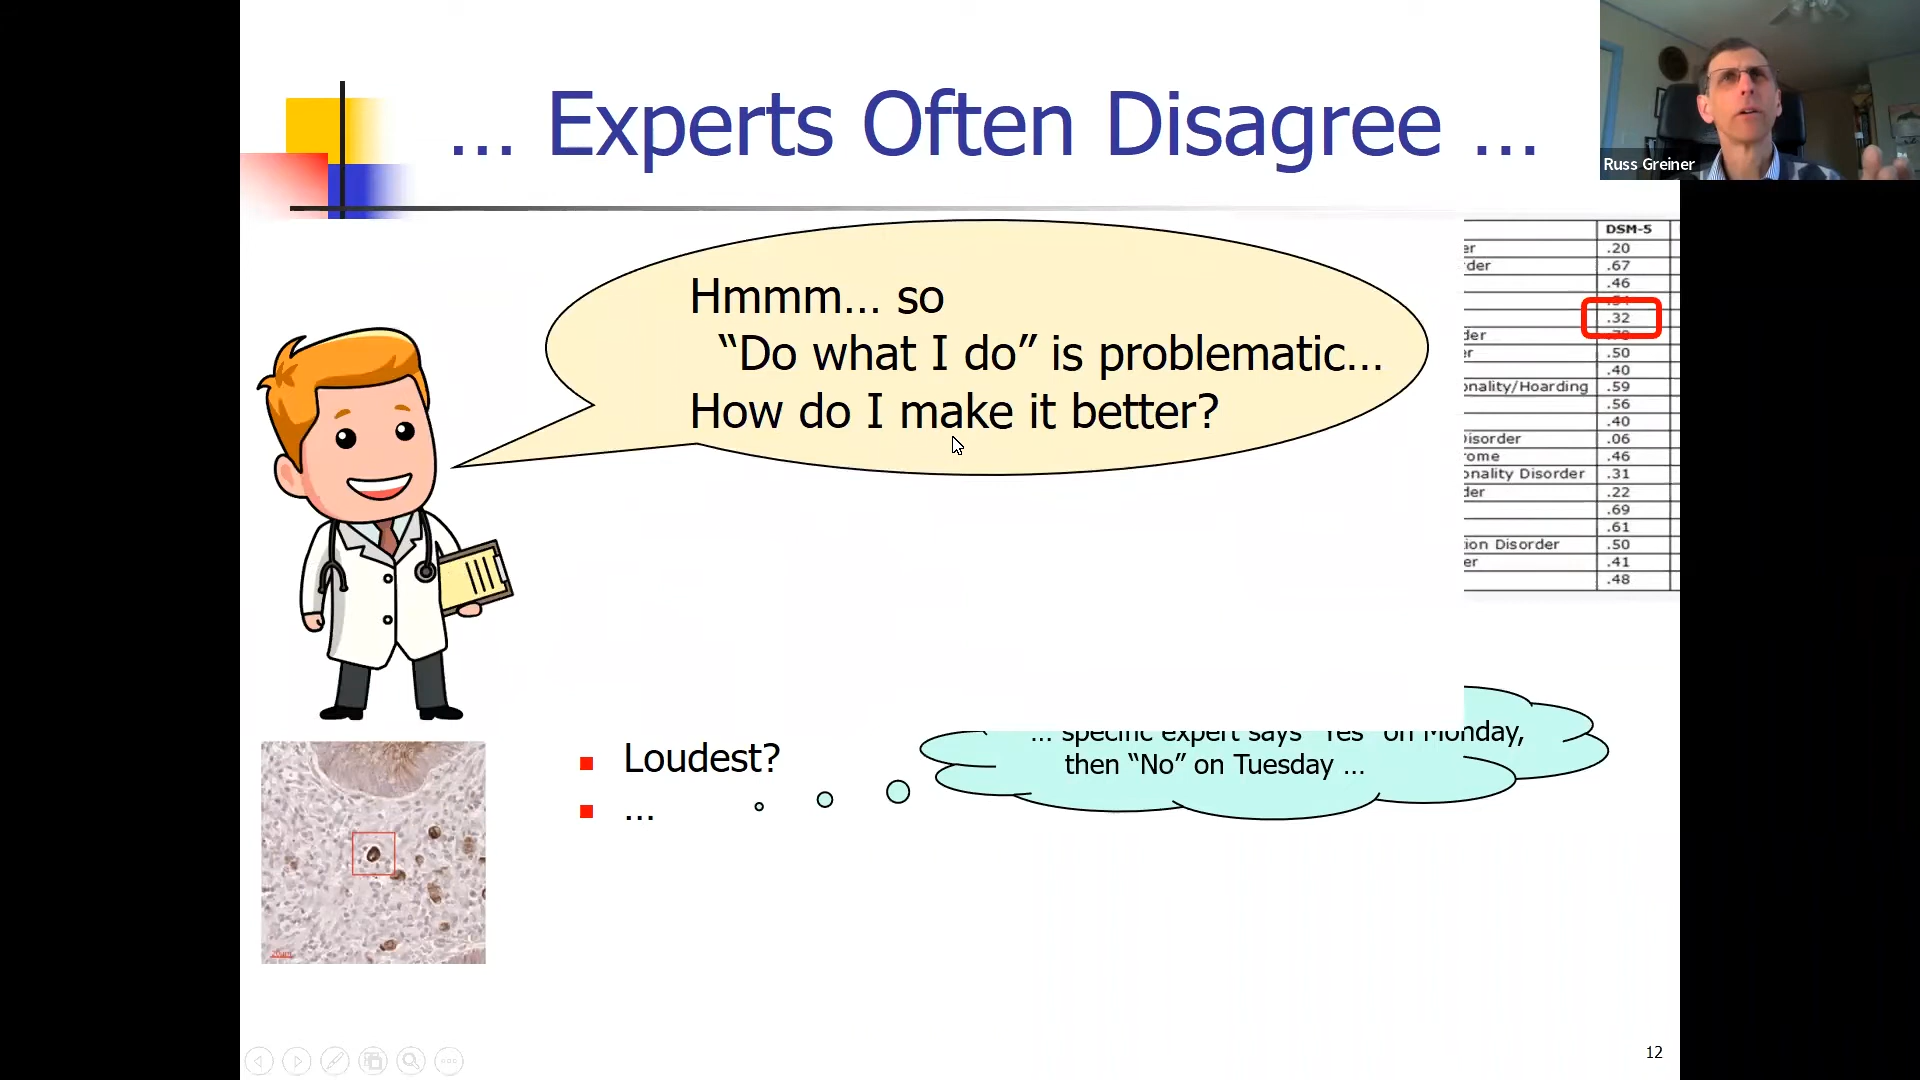 ... Experts Often Disagree ...
Russ Greiner
Hmmm... so
“Do what I do” is problematic...
How do I make it better?
DSM-5
er .20
der .67
.46
.32
der
er .50
.40
onality/Hoarding .59
.56
.40
Disorder .06
rome .46
onality Disorder .31
der .22
.69
.61
ion Disorder .50
er .41
.48
... specific expert says “Yes” on Monday,
then “No” on Tuesday ...
Loudest?
...
20µm
12